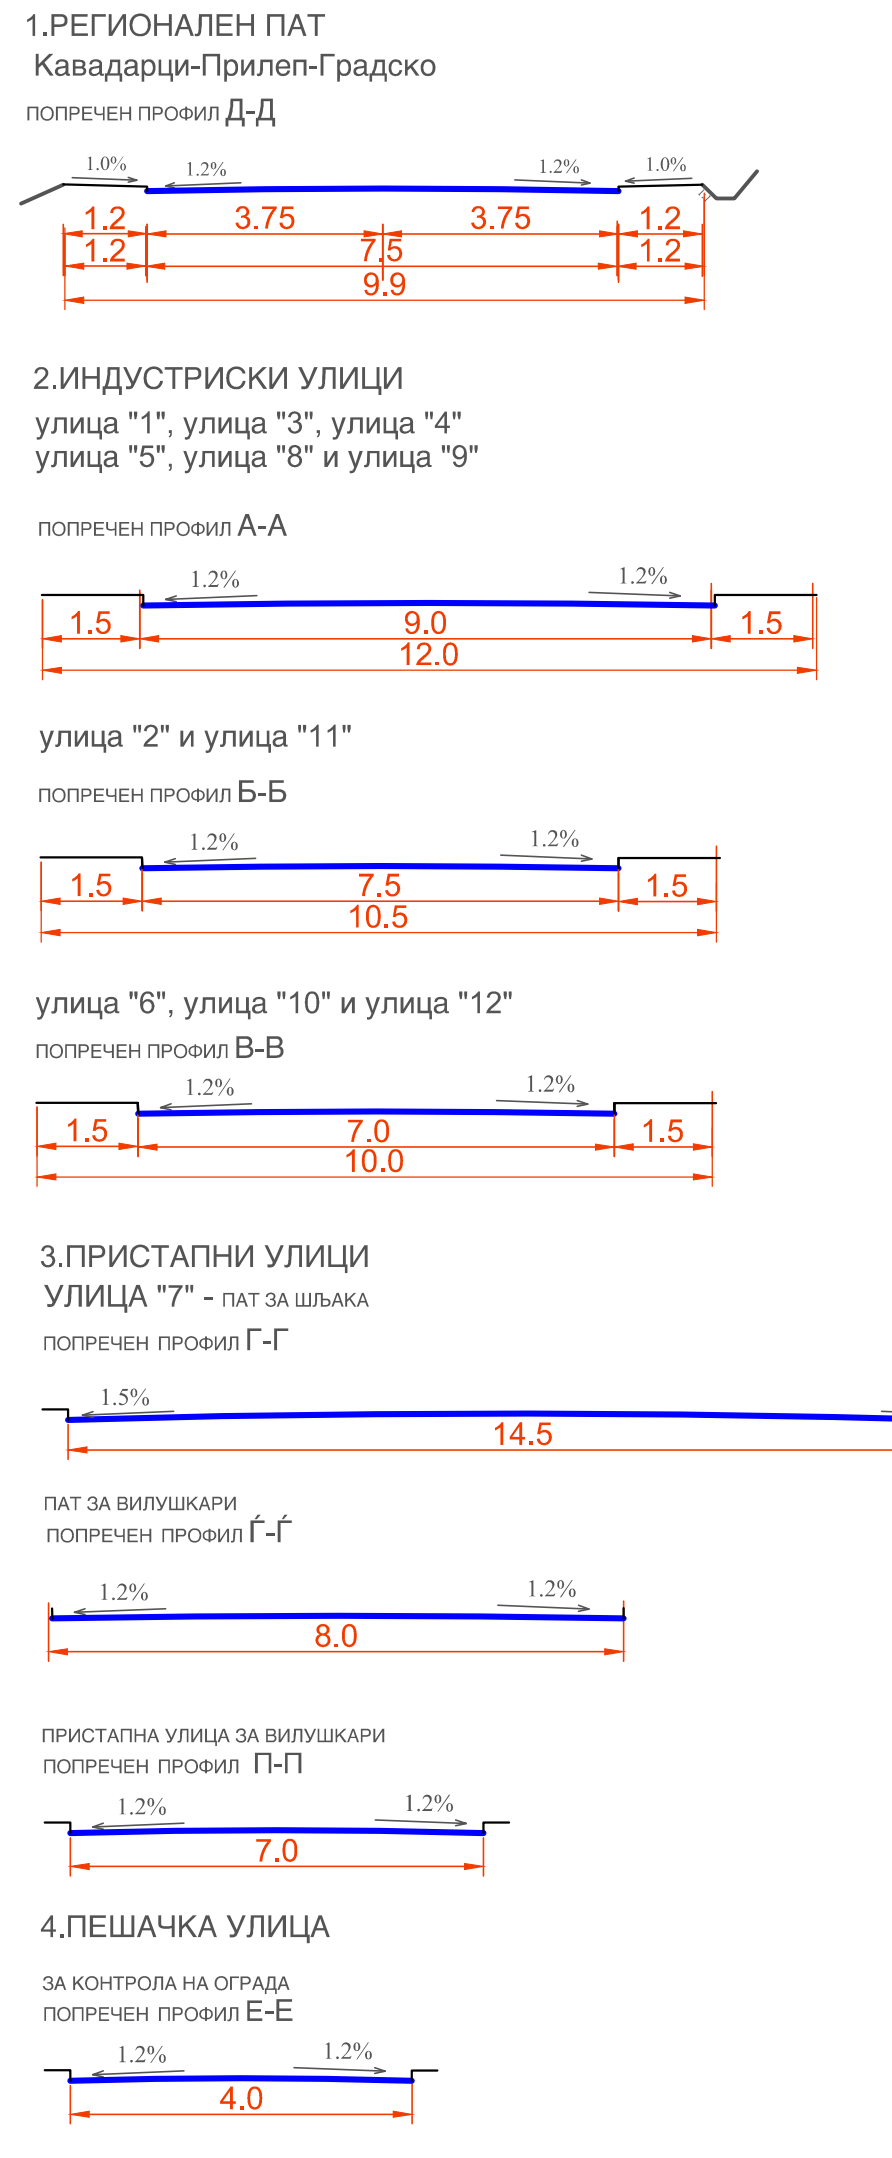 1.РЕГИОНАЛЕН ПАТ
Кавадарци-Прилеп-Градско
ПОПРЕЧЕН ПРОФИЛ Д-Д
1.0% 1.2% 1.2% 1.0%
1.2 3.75 3.75 1.2
1.2 7.5 1.2
9.9
2.ИНДУСТРИСКИ УЛИЦИ
улица "1", улица "3", улица "4"
улица "5", улица "8" и улица "9"
ПОПРЕЧЕН ПРОФИЛ А-А
1.2% 1.2%
1.5 9.0 1.5
12.0
улица "2" и улица "11"
ПОПРЕЧЕН ПРОФИЛ Б-Б
1.2% 1.2%
1.5 7.5 1.5
10.5
улица "6", улица "10" и улица "12"
ПОПРЕЧЕН ПРОФИЛ В-В
1.2% 1.2%
1.5 7.0 1.5
10.0
3.ПРИСТАПНИ УЛИЦИ
УЛИЦА "7" - ПАТ ЗА ШЉАКА
ПОПРЕЧЕН ПРОФИЛ Г-Г
1.5%
14.5
ПАТ ЗА ВИЛУШКАРИ
ПОПРЕЧЕН ПРОФИЛ Ѓ-Ѓ
1.2% 1.2%
8.0
ПРИСТАПНА УЛИЦА ЗА ВИЛУШКАРИ
ПОПРЕЧЕН ПРОФИЛ П-П
1.2% 1.2%
7.0
4.ПЕШАЧКА УЛИЦА
ЗА КОНТРОЛА НА ОГРАДА
ПОПРЕЧЕН ПРОФИЛ Е-Е
1.2% 1.2%
4.0